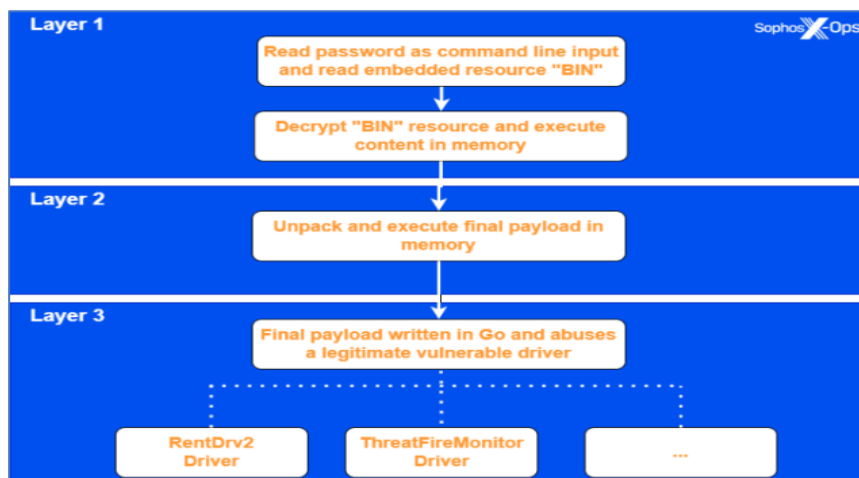 Layer 1
Sophos X-Ops
Read password as command line input
and read embedded resource "BIN"
Decrypt "BIN" resource and execute
content in memory
Layer 2
Unpack and execute final payload in
memory
Layer 3
Final payload written in Go and abuses
a legitimate vulnerable driver
RentDrv2
Driver
ThreatFireMonitor
Driver
...